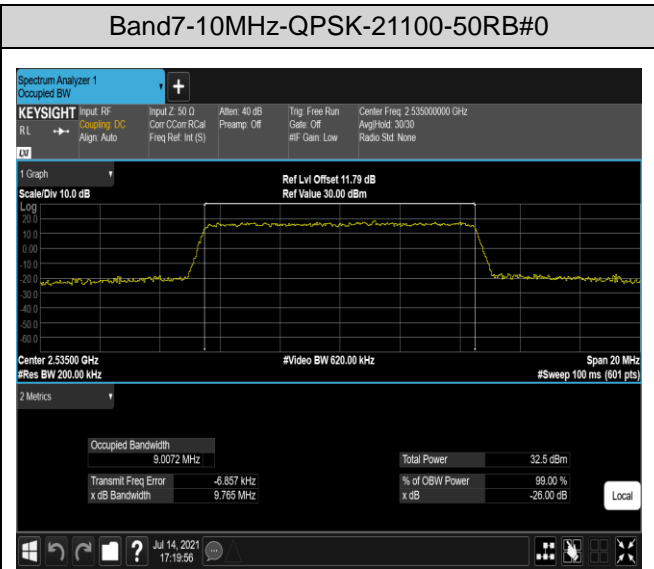 Band7-10MHz-QPSK-21100-50RB#0
Spectrum Analyzer 1
Occupied BW
+
KEYSIGHT
RL
LXI
Input: RF
Coupling: DC
Align: Auto
Input Z: 50 Ω
Corr CCorr RCal
Freq Ref: Int (S)
Atten: 40 dB
Preamp: Off
Trig: Free Run
Gate: Off
#IF Gain: Low
Center Freq: 2.535000000 GHz
Avg|Hold: 30/30
Radio Std: None
1 Graph
Scale/Div 10.0 dB
Ref Lvl Offset 11.79 dB
Ref Value 30.00 dBm
Log
20.0
10.0
0.00
-10.0
-20.0
-30.0
-40.0
-50.0
-60.0
Center 2.53500 GHz
#Video BW 620.00 kHz
Span 20 MHz
#Res BW 200.00 kHz
#Sweep 100 ms (601 pts)
2 Metrics
Occupied Bandwidth
9.0072 MHz
Total Power 32.5 dBm
Transmit Freq Error -6.857 kHz
% of OBW Power 99.00 %
x dB Bandwidth 9.765 MHz
x dB -26.00 dB
Local
?
Jul 14, 2021
17:19:56